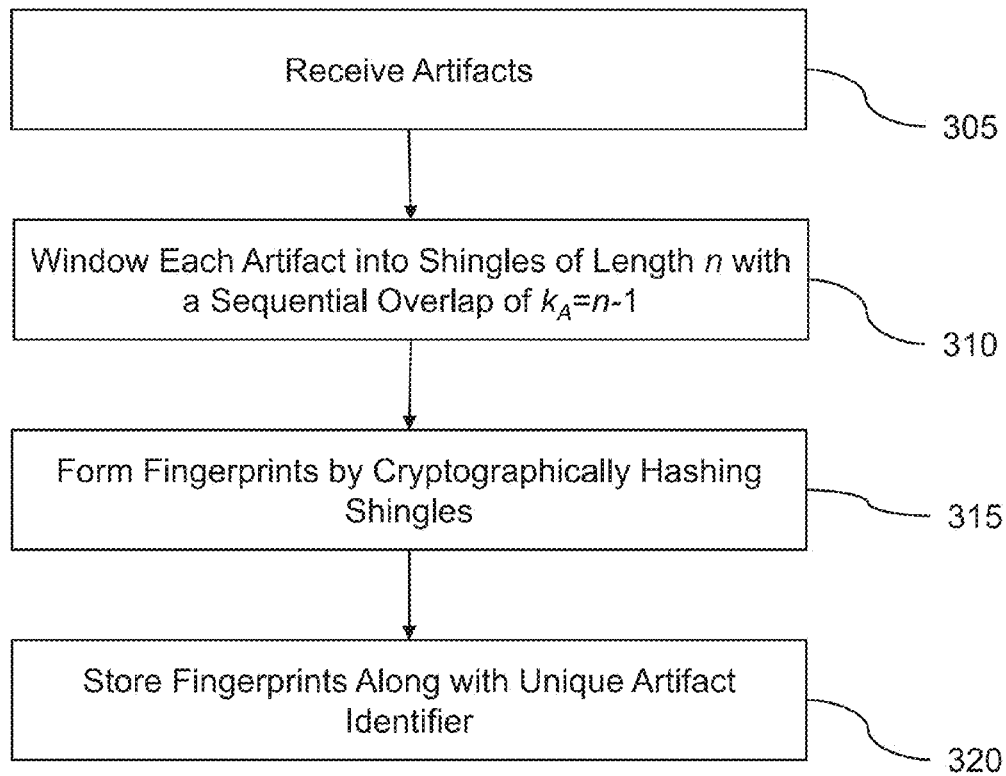 Receive Artifacts
305
Window Each Artifact into Shingles of Length n with
a Sequential Overlap of k_A=n-1
310
Form Fingerprints by Cryptographically Hashing
Shingles
315
Store Fingerprints Along with Unique Artifact
Identifier
320